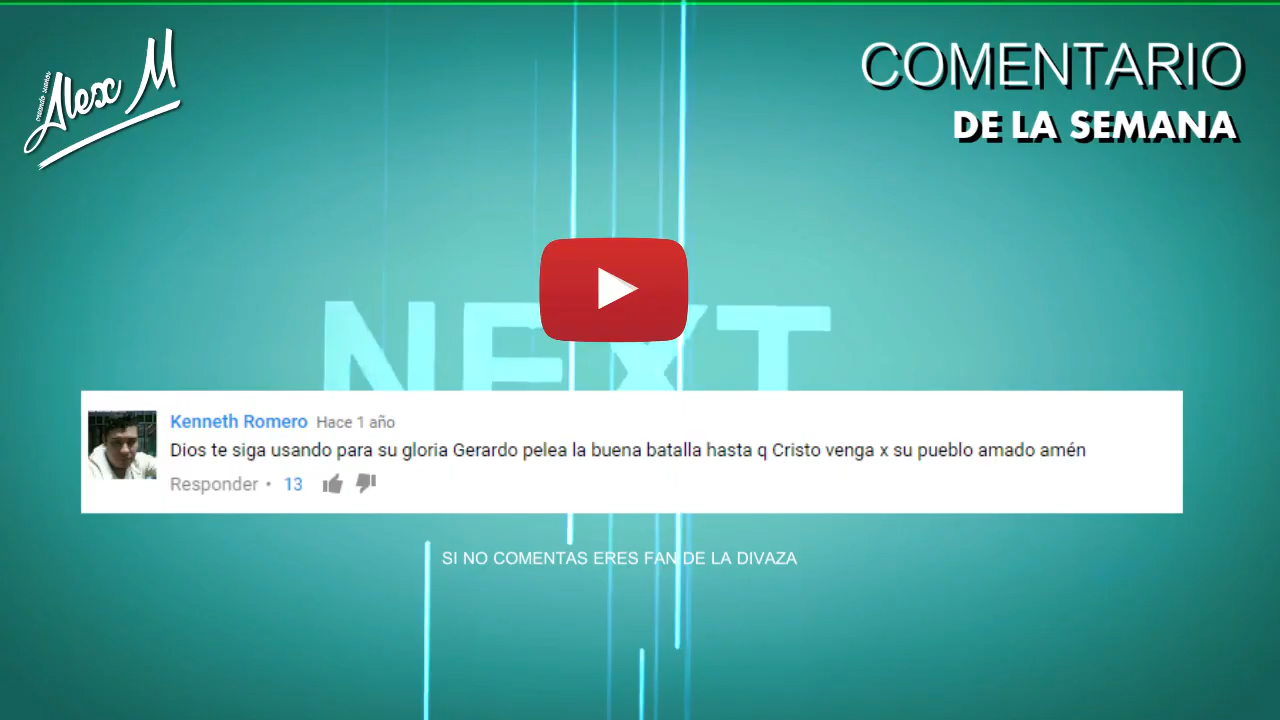 creando sueños
Alex M
COMENTARIO
DE LA SEMANA
NEXT
Kenneth Romero Hace 1 año
Dios te siga usando para su gloria Gerardo pelea la buena batalla hasta q Cristo venga x su pueblo amado amén
Responder • 13
SI NO COMENTAS ERES FAN DE LA DIVAZA